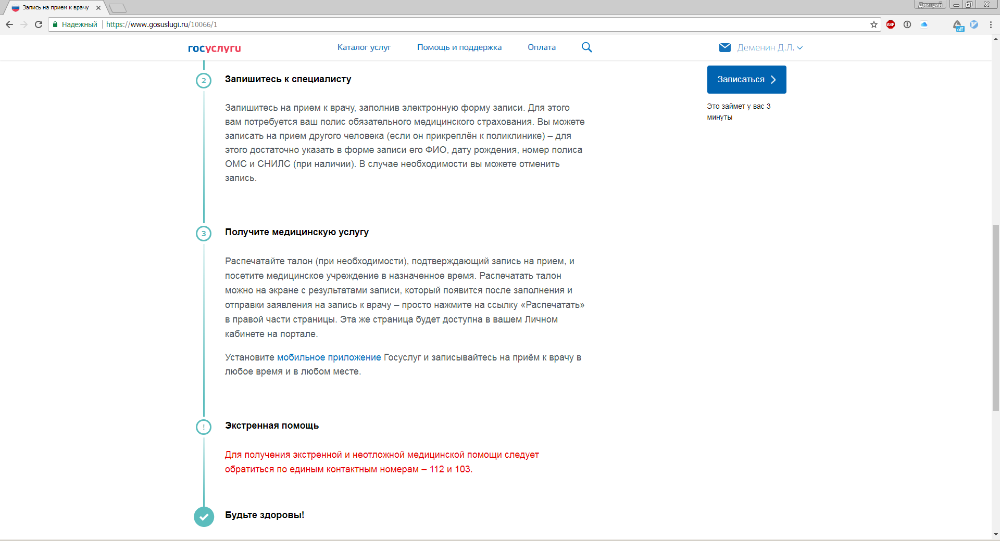 Запись на прием к врачу
Дмитрий
Надежный
https://www.gosuslugi.ru/10066/1
ABP
off
госуслуги
Каталог услуг
Помощь и поддержка
Оплата
Деменин Д.Л.
2
Запишитесь к специалисту
Записаться
Это займет у вас 3
минуты
Запишитесь на прием к врачу, заполнив электронную форму записи. Для этого
вам потребуется ваш полис обязательного медицинского страхования. Вы можете
записать на прием другого человека (если он прикреплён к поликлинике) – для
этого достаточно указать в форме записи его ФИО, дату рождения, номер полиса
ОМС и СНИЛС (при наличии). В случае необходимости вы можете отменить
запись.
3
Получите медицинскую услугу
Распечатайте талон (при необходимости), подтверждающий запись на прием, и
посетите медицинское учреждение в назначенное время. Распечатать талон
можно на экране с результатами записи, который появится после заполнения и
отправки заявления на запись к врачу – просто нажмите на ссылку «Распечатать»
в правой части страницы. Эта же страница будет доступна в вашем Личном
кабинете на портале.
Установите мобильное приложение Госуслуг и записывайтесь на приём к врачу в
любое время и в любом месте.
!
Экстренная помощь
Для получения экстренной и неотложной медицинской помощи следует
обратиться по единым контактным номерам – 112 и 103.
Будьте здоровы!